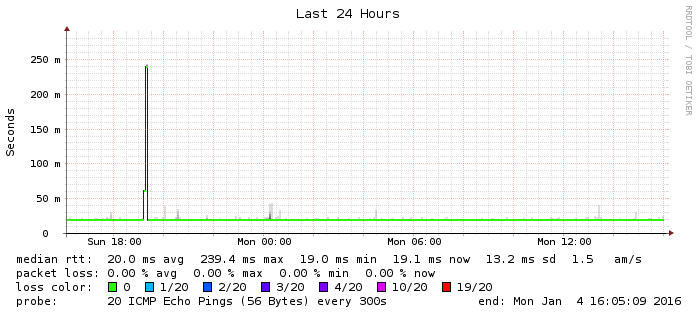 Last 24 Hours
RRDTOOL / TOBI OETIKER
Seconds
250 m
200 m
150 m
100 m
50 m
0
Sun 18:00 Mon 00:00 Mon 06:00 Mon 12:00
median rtt: 20.0 ms avg 239.4 ms max 19.0 ms min 19.1 ms now 13.2 ms sd 1.5 am/s
packet loss: 0.00 % avg 0.00 % max 0.00 % min 0.00 % now
loss color: 0 1/20 2/20 3/20 4/20 10/20 19/20
probe: 20 ICMP Echo Pings (56 Bytes) every 300s end: Mon Jan 4 16:05:09 2016